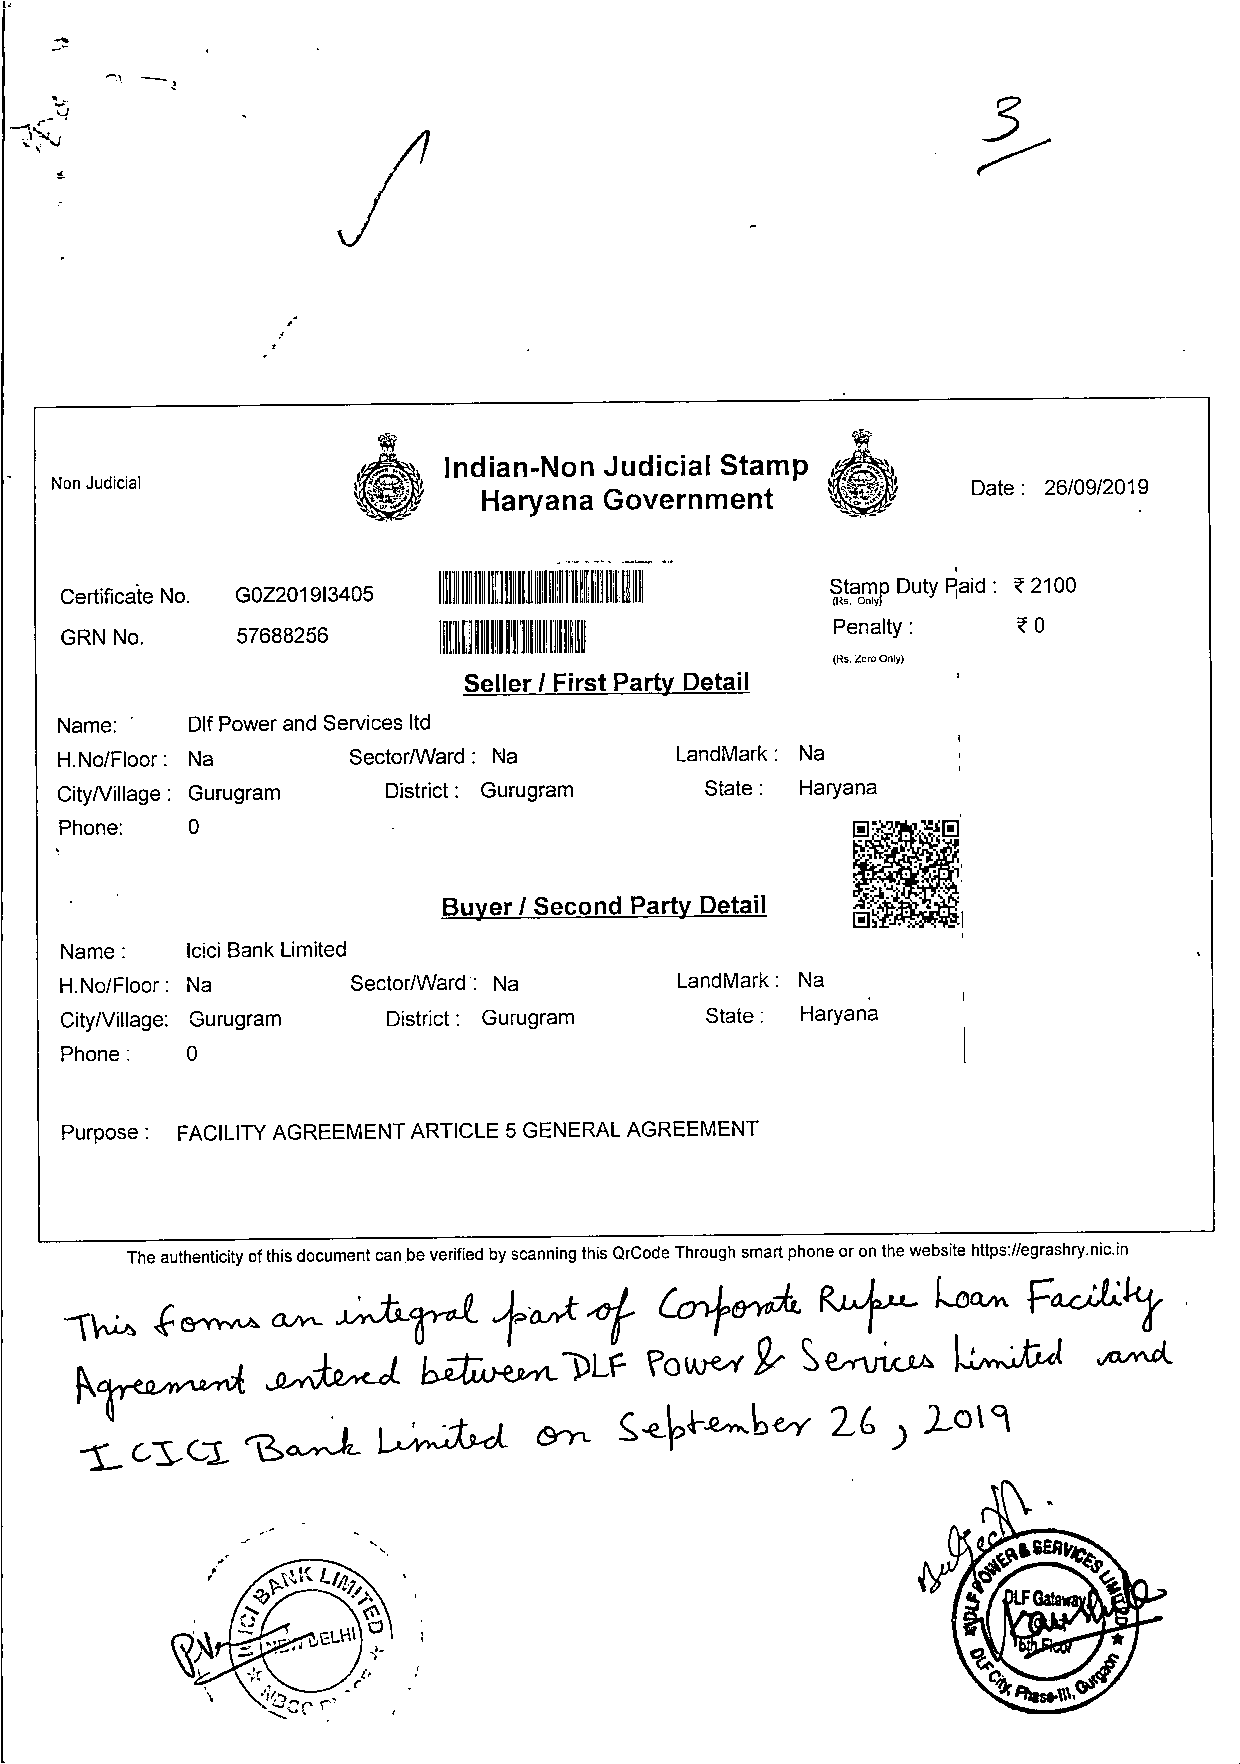 3
Indian-Non Judicial Stamp
Haryana Government
Non Judicial
Date : 26/09/2019
Certificate No. G0Z2019I3405
Stamp Duty Paid : ₹ 2100
(Rs. Only)
GRN No. 57688256
Penalty : ₹ 0
(Rs. Zero Only)
Seller / First Party Detail
Name: Dlf Power and Services ltd
H.No/Floor : Na Sector/Ward : Na LandMark : Na
City/Village : Gurugram District : Gurugram State : Haryana
Phone: 0
Buyer / Second Party Detail
Name : Icici Bank Limited
H.No/Floor : Na Sector/Ward : Na LandMark : Na
City/Village: Gurugram District : Gurugram State : Haryana
Phone : 0
Purpose : FACILITY AGREEMENT ARTICLE 5 GENERAL AGREEMENT
The authenticity of this document can be verified by scanning this QrCode Through smart phone or on the website https://egrashry.nic.in
This forms an integral part of Corporate Rupee Loan Facility
Agreement entered between DLF Power & Services Limited and
ICICI Bank Limited on September 26, 2019
ICICI BANK LIMITED
NEW DELHI
DLF POWER & SERVICES LIMITED
DLF Gateway
Floor
DLF City, Phase-III, Gurgaon